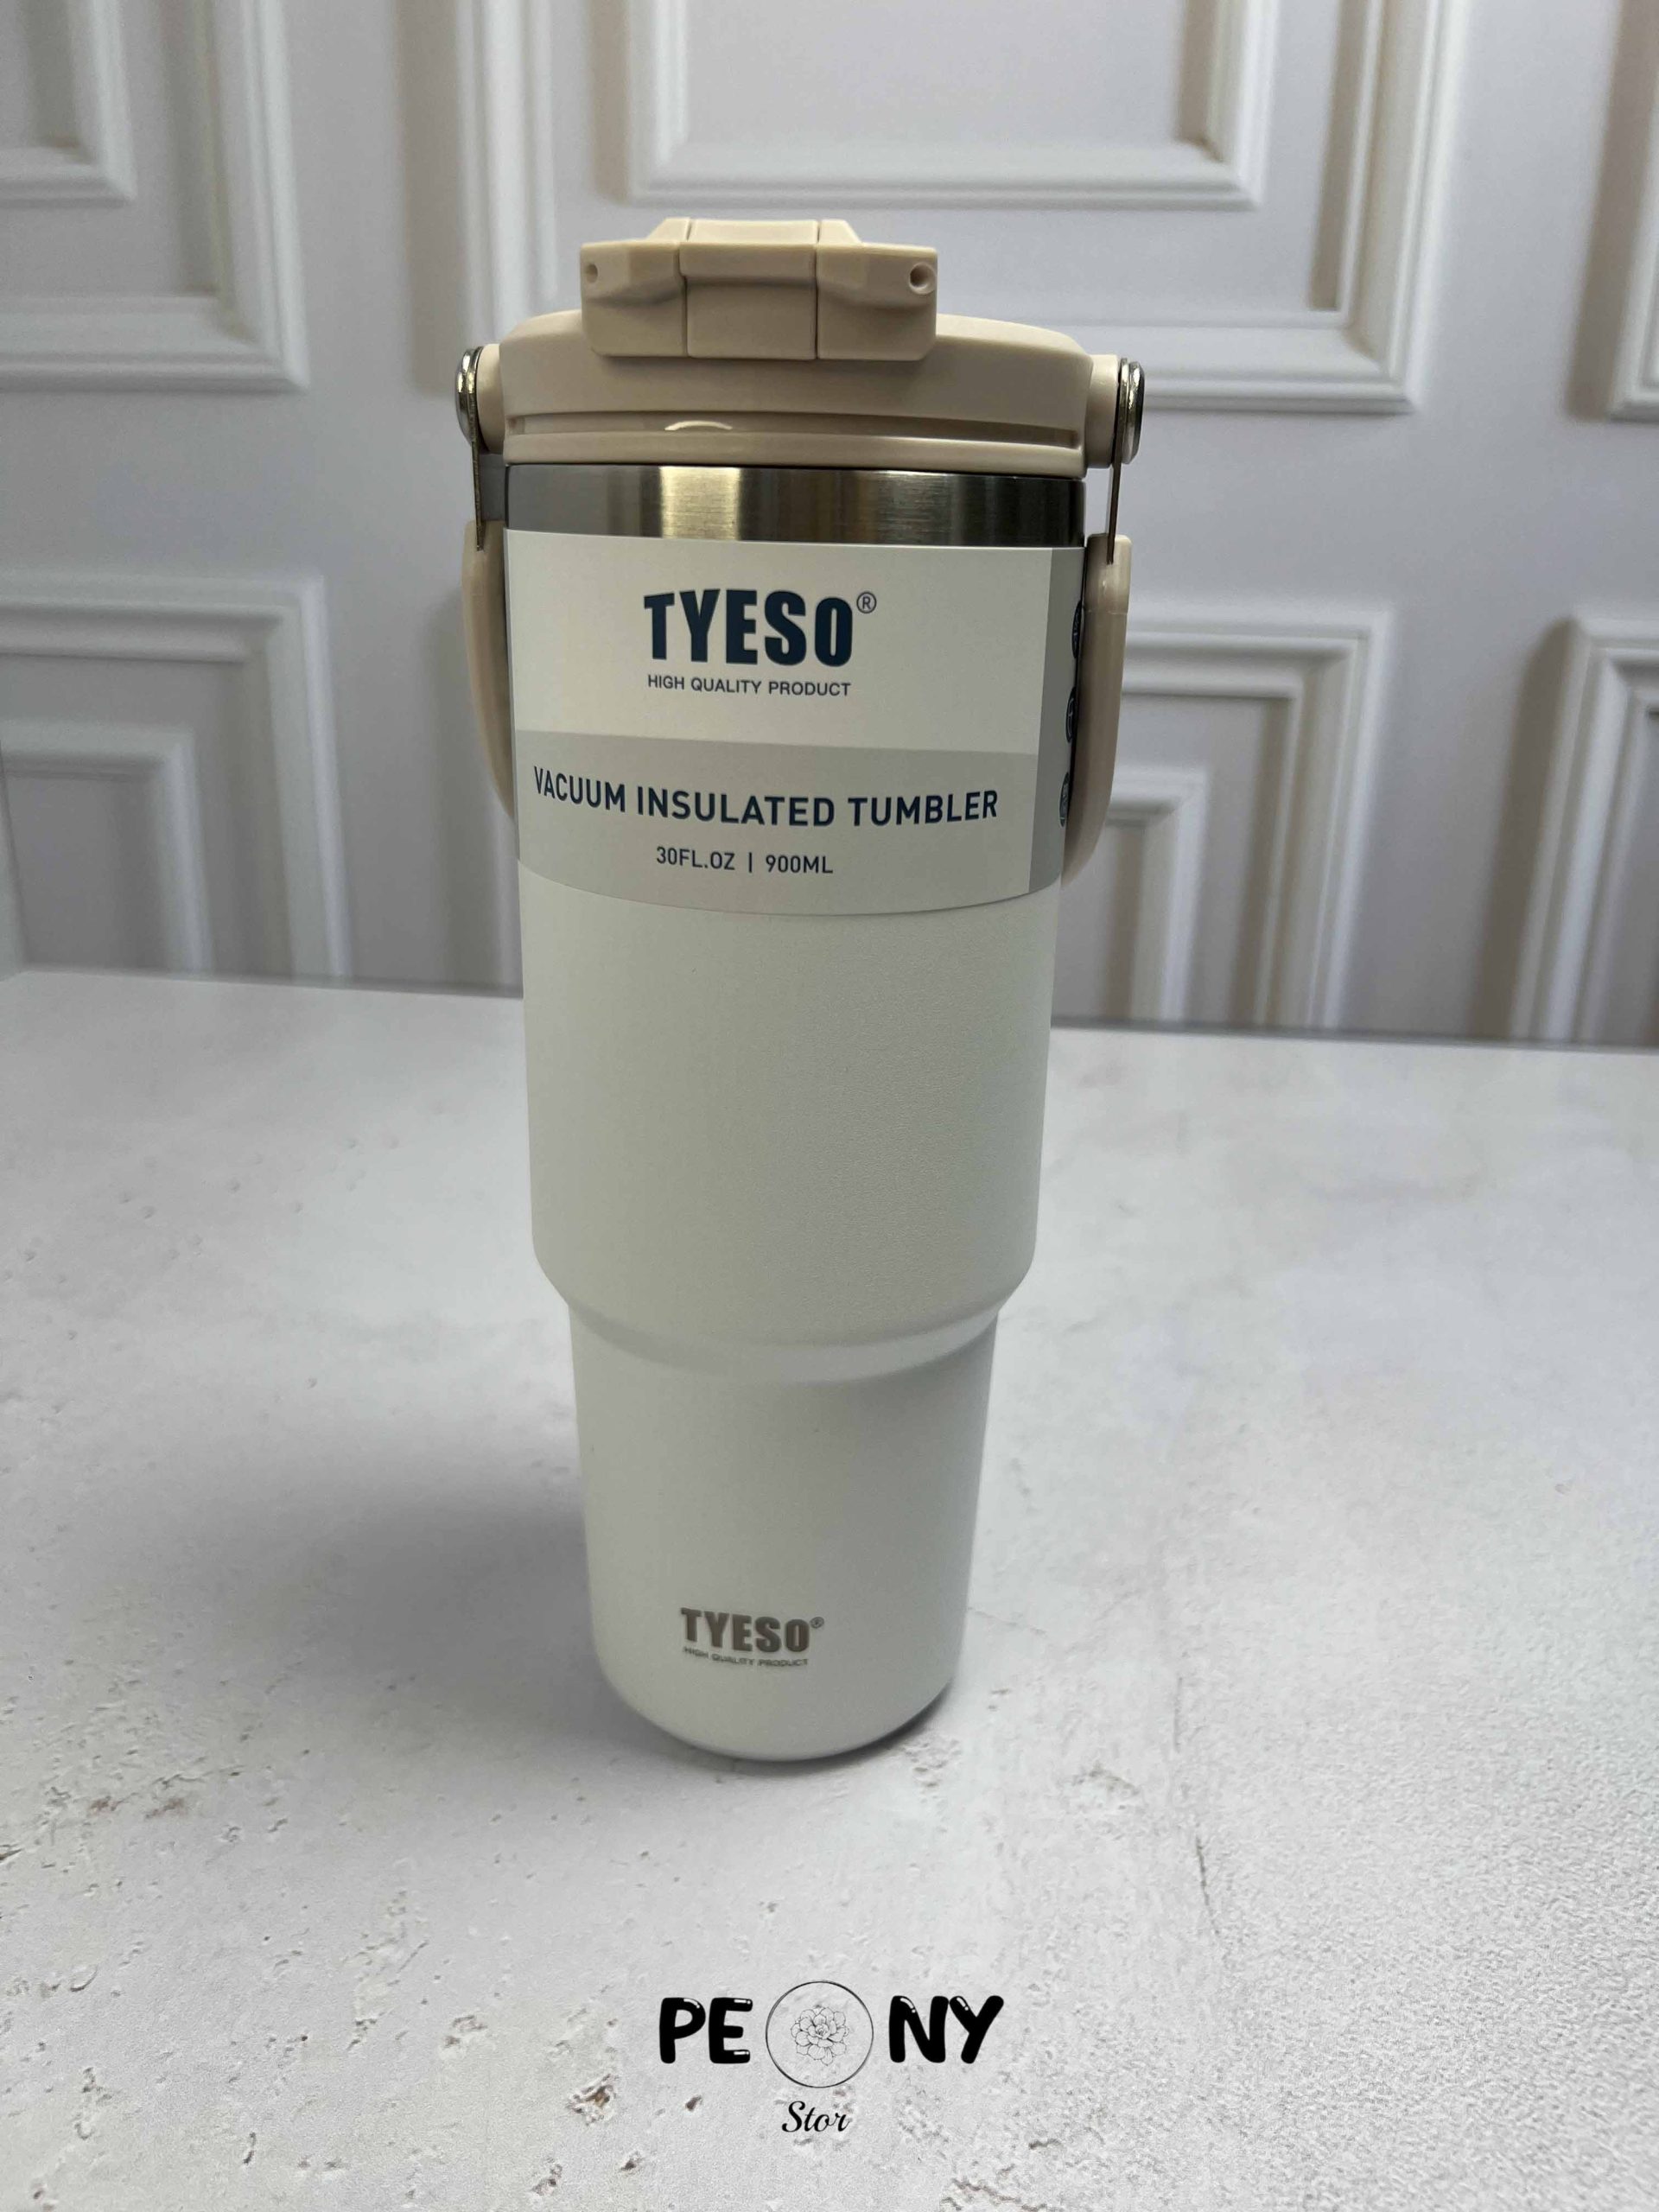 TYESO®
HIGH QUALITY PRODUCT
VACUUM INSULATED TUMBLER
30FL.OZ | 900ML
TYESO®
HIGH QUALITY PRODUCT
PE NY
Stor